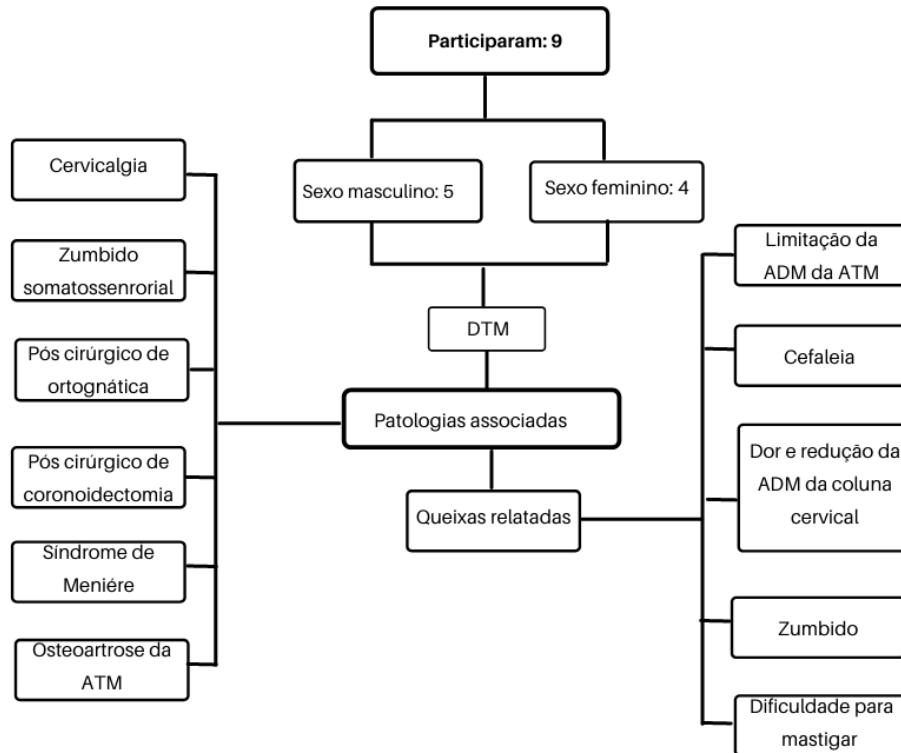 Participaram: 9
Sexo masculino: 5
Sexo feminino: 4
DTM
Patologias associadas
Queixas relatadas
Cervicalgia
Zumbido
somatossenrorial
Pós cirúrgico de
ortognática
Pós cirúrgico de
coronoidectomia
Síndrome de
Meniére
Osteoartrose da
ATM
Limitação da
ADM da ATM
Cefaleia
Dor e redução da
ADM da coluna
cervical
Zumbido
Dificuldade para
mastigar